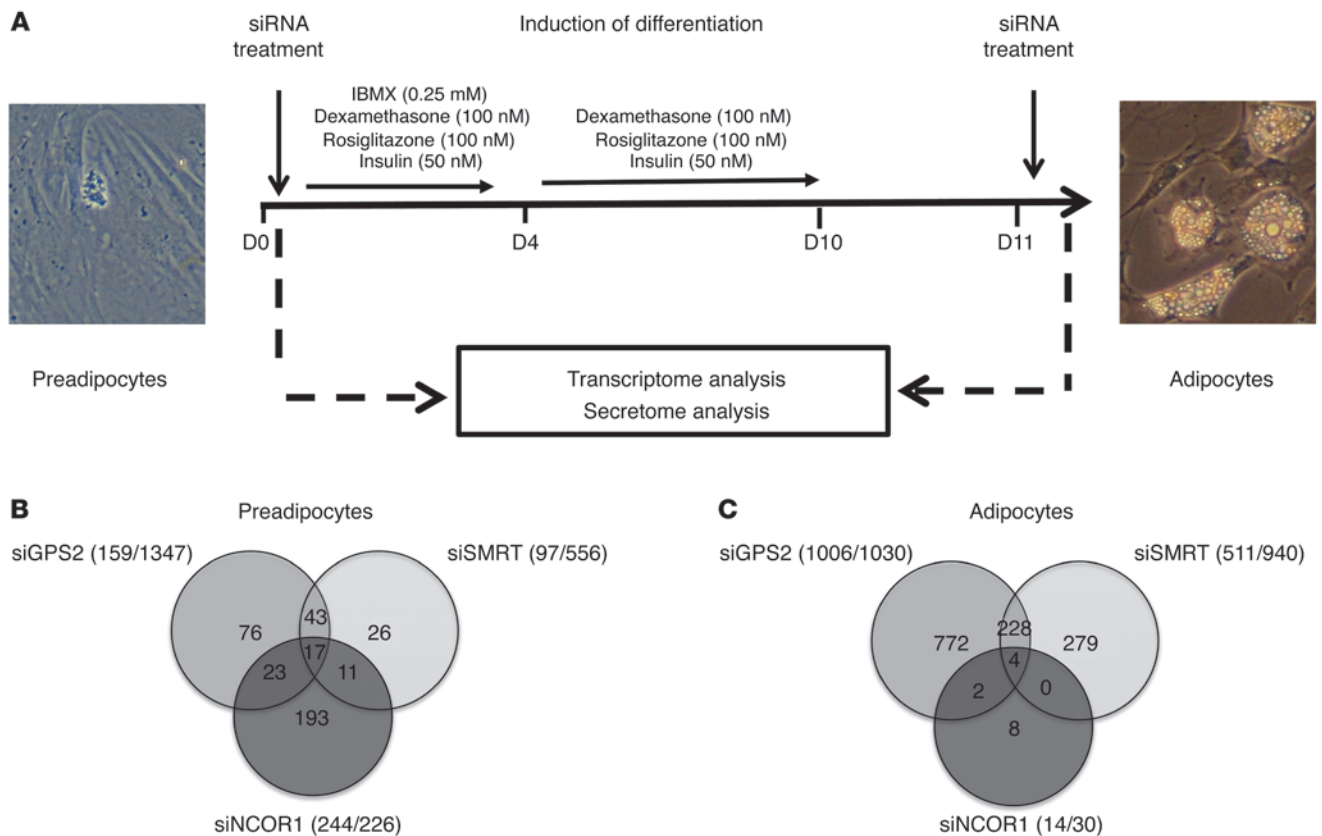 A
siRNA
treatment
Induction of differentiation
siRNA
treatment
IBMX (0.25 mM)
Dexamethasone (100 nM)
Rosiglitazone (100 nM)
Insulin (50 nM)
Dexamethasone (100 nM)
Rosiglitazone (100 nM)
Insulin (50 nM)
D0
D4
D10
D11
Preadipocytes
Transcriptome analysis
Secretome analysis
Adipocytes
B
Preadipocytes
siGPS2 (159/1347)
siSMRT (97/556)
76
43
26
17
23
11
193
siNCOR1 (244/226)
C
Adipocytes
siGPS2 (1006/1030)
siSMRT (511/940)
772
228
279
4
2
0
8
siNCOR1 (14/30)